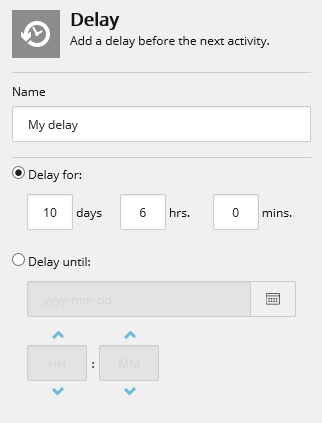 Delay
Add a delay before the next activity.
Name
My delay
Delay for:
10 days 6 hrs. 0 mins.
Delay until:
yyyy-mm-dd
HH : MM